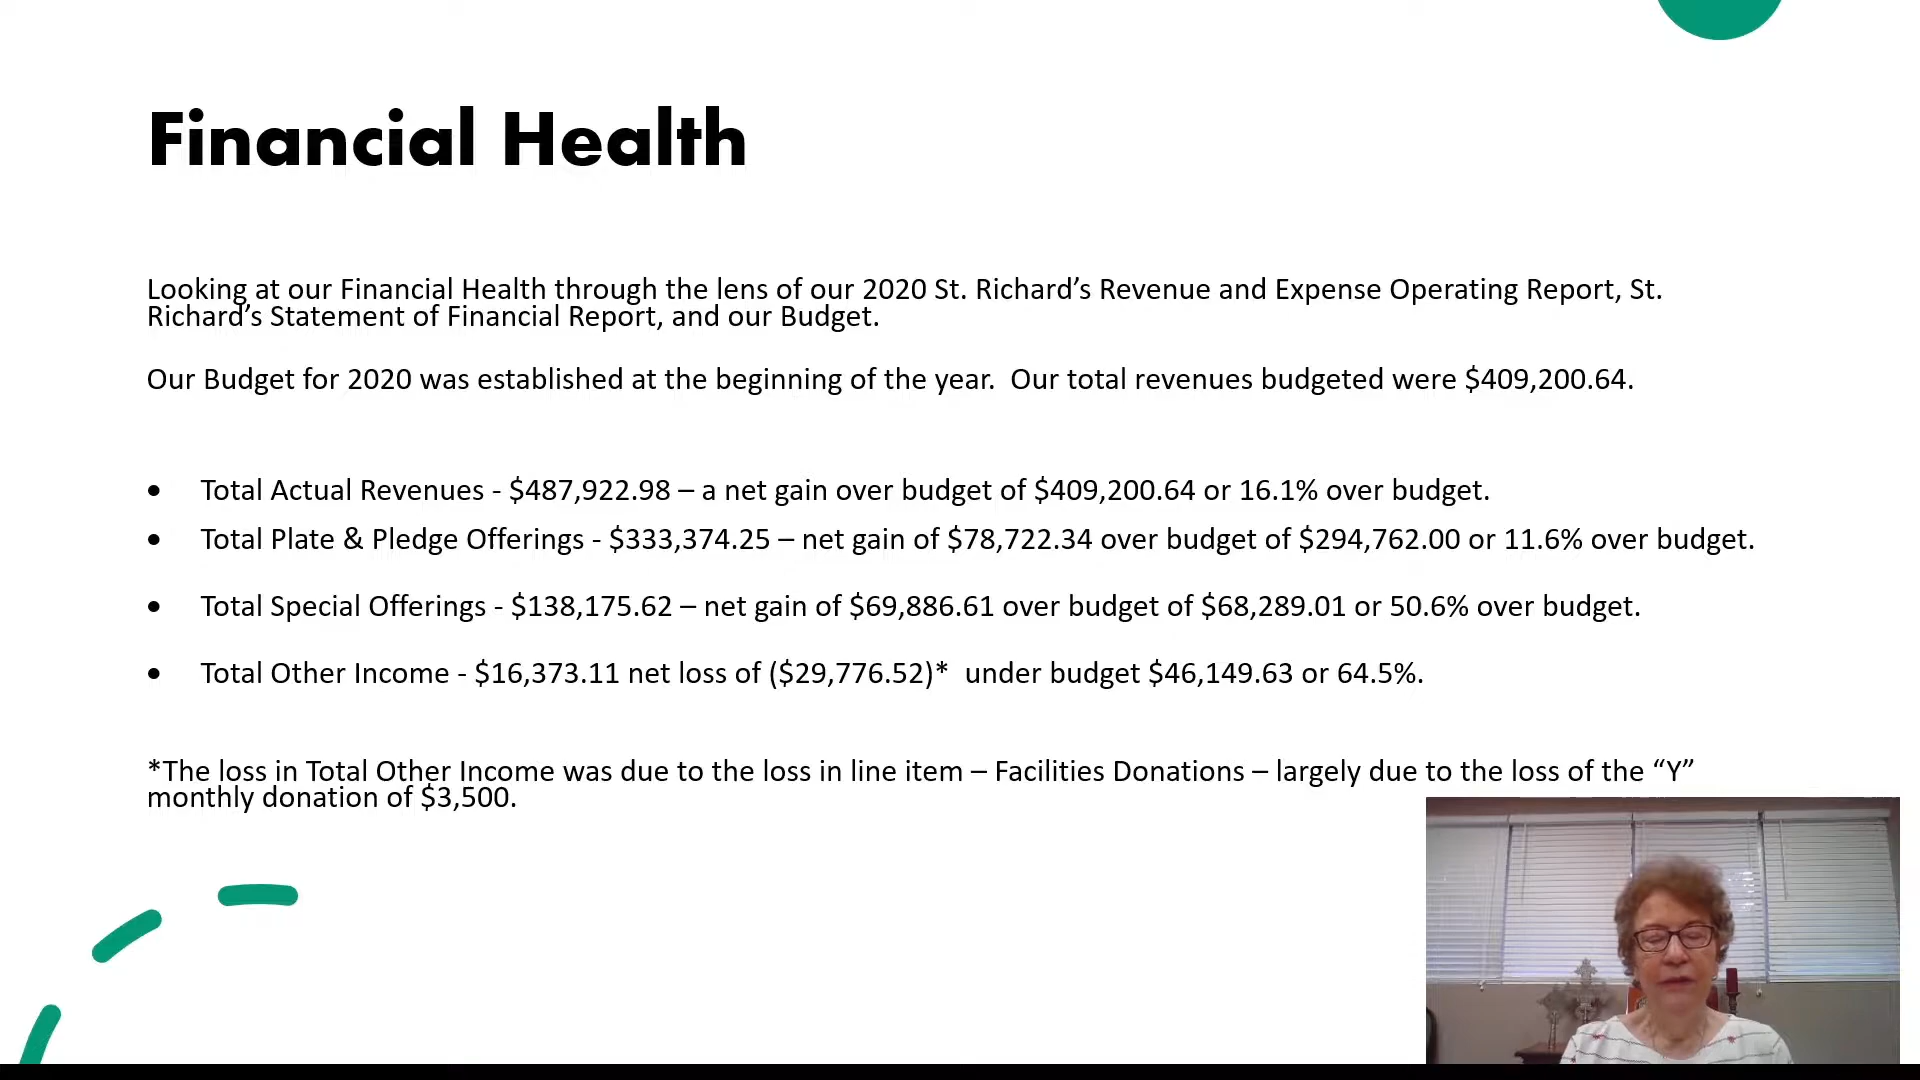 Financial Health
Looking at our Financial Health through the lens of our 2020 St. Richard’s Revenue and Expense Operating Report, St.
Richard’s Statement of Financial Report, and our Budget.
Our Budget for 2020 was established at the beginning of the year.  Our total revenues budgeted were $409,200.64.
• Total Actual Revenues - $487,922.98 – a net gain over budget of $409,200.64 or 16.1% over budget.
• Total Plate & Pledge Offerings - $333,374.25 – net gain of $78,722.34 over budget of $294,762.00 or 11.6% over budget.
• Total Special Offerings - $138,175.62 – net gain of $69,886.61 over budget of $68,289.01 or 50.6% over budget.
• Total Other Income - $16,373.11 net loss of ($29,776.52)*  under budget $46,149.63 or 64.5%.
*The loss in Total Other Income was due to the loss in line item – Facilities Donations – largely due to the loss of the “Y”
monthly donation of $3,500.